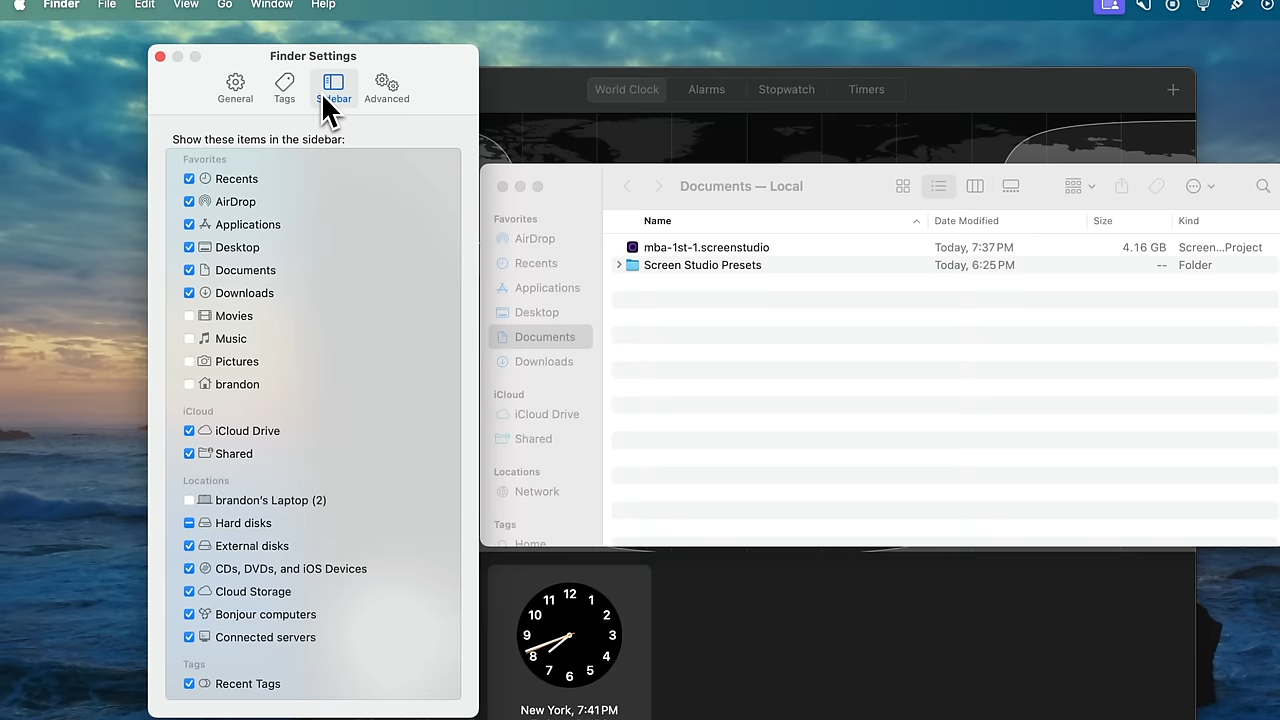 Finder File Edit View Go Window Help
Finder Settings
General Tags Sidebar Advanced
Show these items in the sidebar:
Favorites
Recents
AirDrop
Applications
Desktop
Documents
Downloads
Movies
Music
Pictures
brandon
iCloud
iCloud Drive
Shared
Locations
brandon's Laptop (2)
Hard disks
External disks
CDs, DVDs, and iOS Devices
Cloud Storage
Bonjour computers
Connected servers
Tags
Recent Tags
World Clock Alarms Stopwatch Timers
Documents — Local
Favorites
AirDrop
Recents
Applications
Desktop
Documents
Downloads
iCloud
iCloud Drive
Shared
Locations
Network
Tags
Home
Name Date Modified Size Kind
mba-1st-1.screenstudio Today, 7:37 PM 4.16 GB Screen...Project
Screen Studio Presets Today, 6:25 PM -- Folder
12
11 1
10 2
9 3
8 4
7 5
6
New York, 7:41 PM